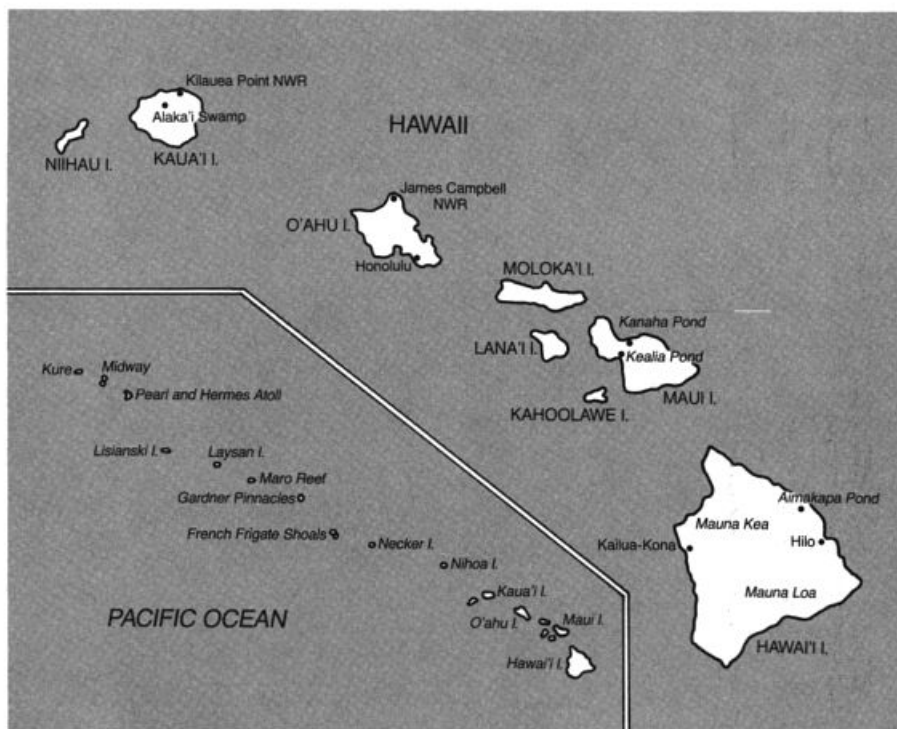 Kilauea Point NWR
Alaka'i Swamp
NIIHAU I.
KAUA'I I.
HAWAII
James Campbell
NWR
O'AHU I.
Honolulu
MOLOKA'I I.
Kanaha Pond
LANA'I I.
Kealia Pond
MAUI I.
KAHOOLAWE I.
Aimakapa Pond
Mauna Kea
Kailua-Kona
Hilo
Mauna Loa
HAWAI'I I.
Kure
Midway
Pearl and Hermes Atoll
Lisianski I.
Laysan I.
Maro Reef
Gardner Pinnacles
French Frigate Shoals
Necker I.
Nihoa I.
Kaua'i I.
O'ahu I.
Maui I.
Hawai'i I.
PACIFIC OCEAN